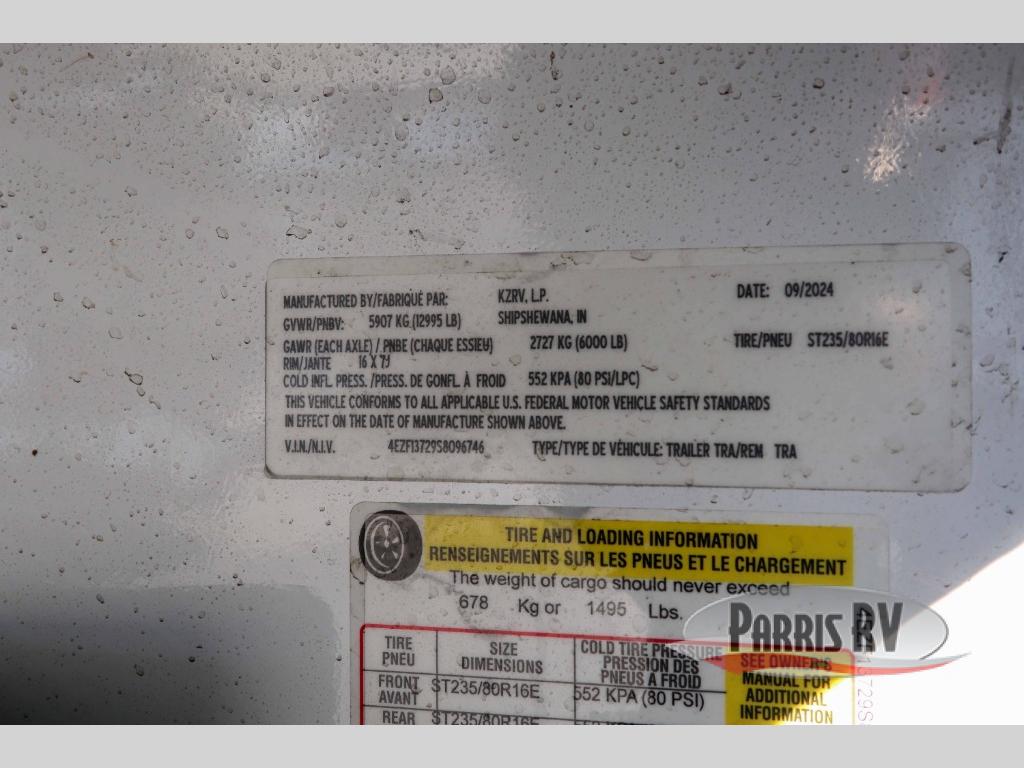 MANUFACTURED BY/FABRIQUÉ PAR: KZRV, L.P. DATE: 09/2024
GVWR/PNBV: 5907 KG (12995 LB) SHIPSHEWANA, IN
GAWR (EACH AXLE) / PNBE (CHAQUE ESSIEU) 2727 KG (6000 LB) TIRE/PNEU ST235/80R16E
RIM/JANTE 16 X 7J
COLD INFL. PRESS. /PRESS. DE GONFL. À FROID 552 KPA (80 PSI/LPC)
THIS VEHICLE CONFORMS TO ALL APPLICABLE U.S. FEDERAL MOTOR VEHICLE SAFETY STANDARDS
IN EFFECT ON THE DATE OF MANUFACTURE SHOWN ABOVE.
V.I.N./N.I.V. 4EZF13729S8096746 TYPE/TYPE DE VÉHICULE: TRAILER TRA/REM TRA
TIRE AND LOADING INFORMATION
RENSEIGNEMENTS SUR LES PNEUS ET LE CHARGEMENT
The weight of cargo should never exceed
678 Kg or 1495 Lbs.
PARRIS RV
TIRE
PNEU
SIZE
DIMENSIONS
COLD TIRE PRESSURE
PRESSION DES
PNEUS A FROID
SEE OWNER'S
MANUAL FOR
ADDITIONAL
INFORMATION
FRONT
AVANT
ST235/80R16E
552 KPA (80 PSI)
REAR ST235/80R16E